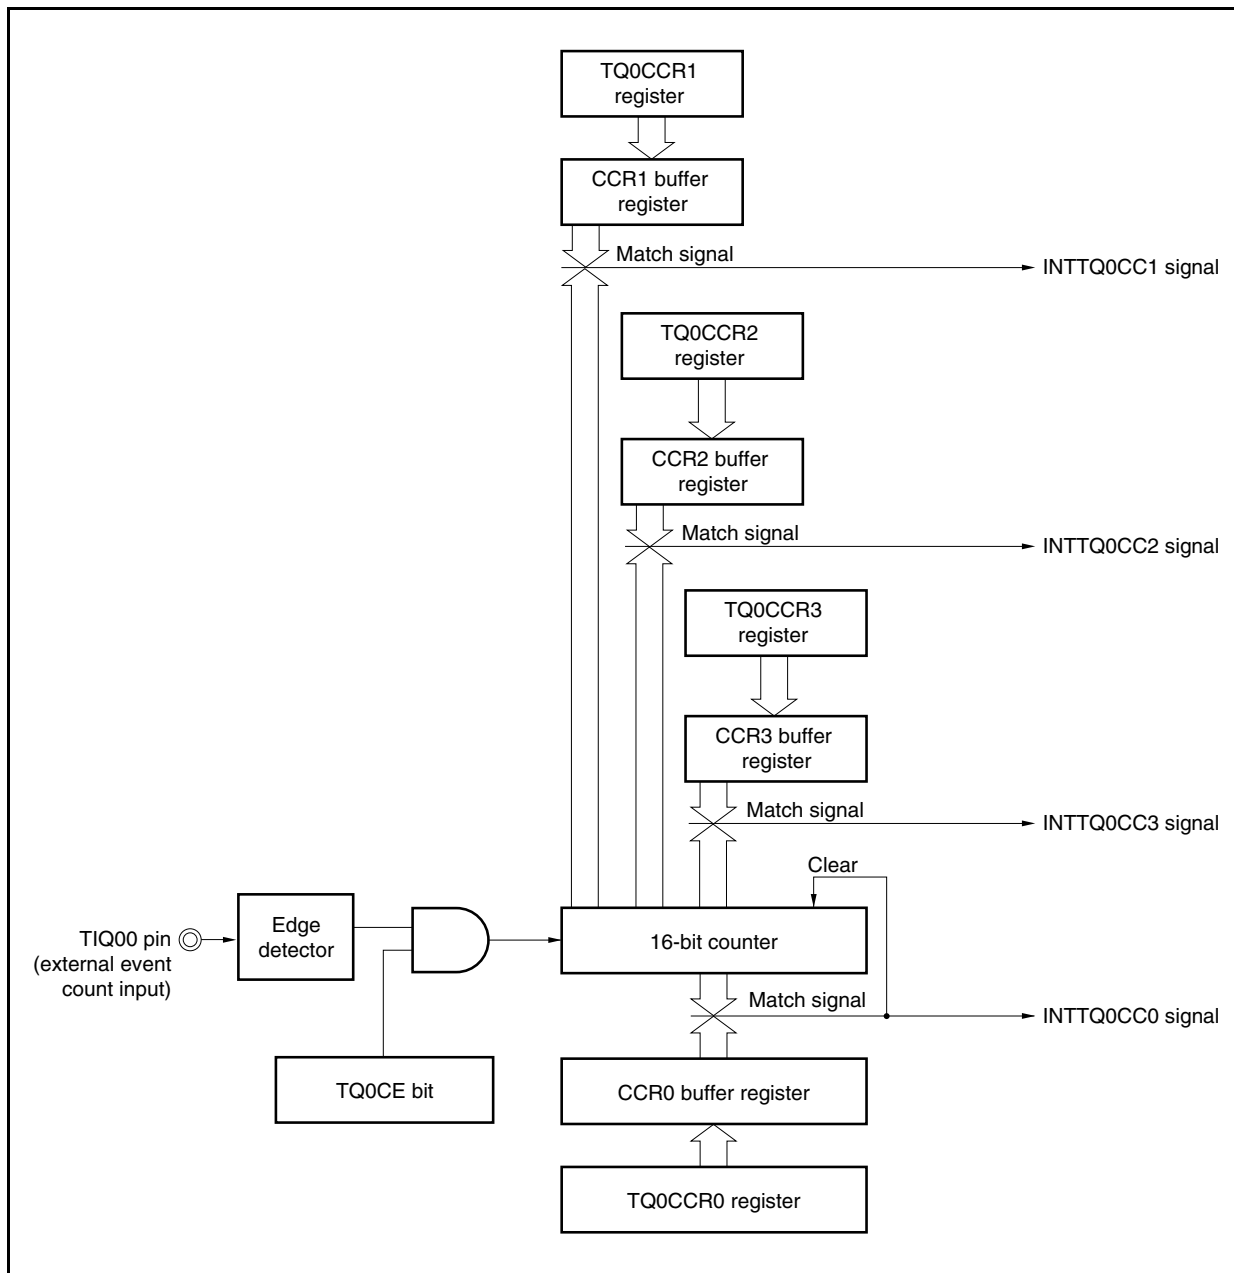 TQ0CCR1
register
CCR1 buffer
register
Match signal
INTTQ0CC1 signal
TQ0CCR2
register
CCR2 buffer
register
Match signal
INTTQ0CC2 signal
TQ0CCR3
register
CCR3 buffer
register
Match signal
INTTQ0CC3 signal
Clear
Edge
detector
TIQ00 pin
(external event
count input)
16-bit counter
Match signal
INTTQ0CC0 signal
TQ0CE bit
CCR0 buffer register
TQ0CCR0 register